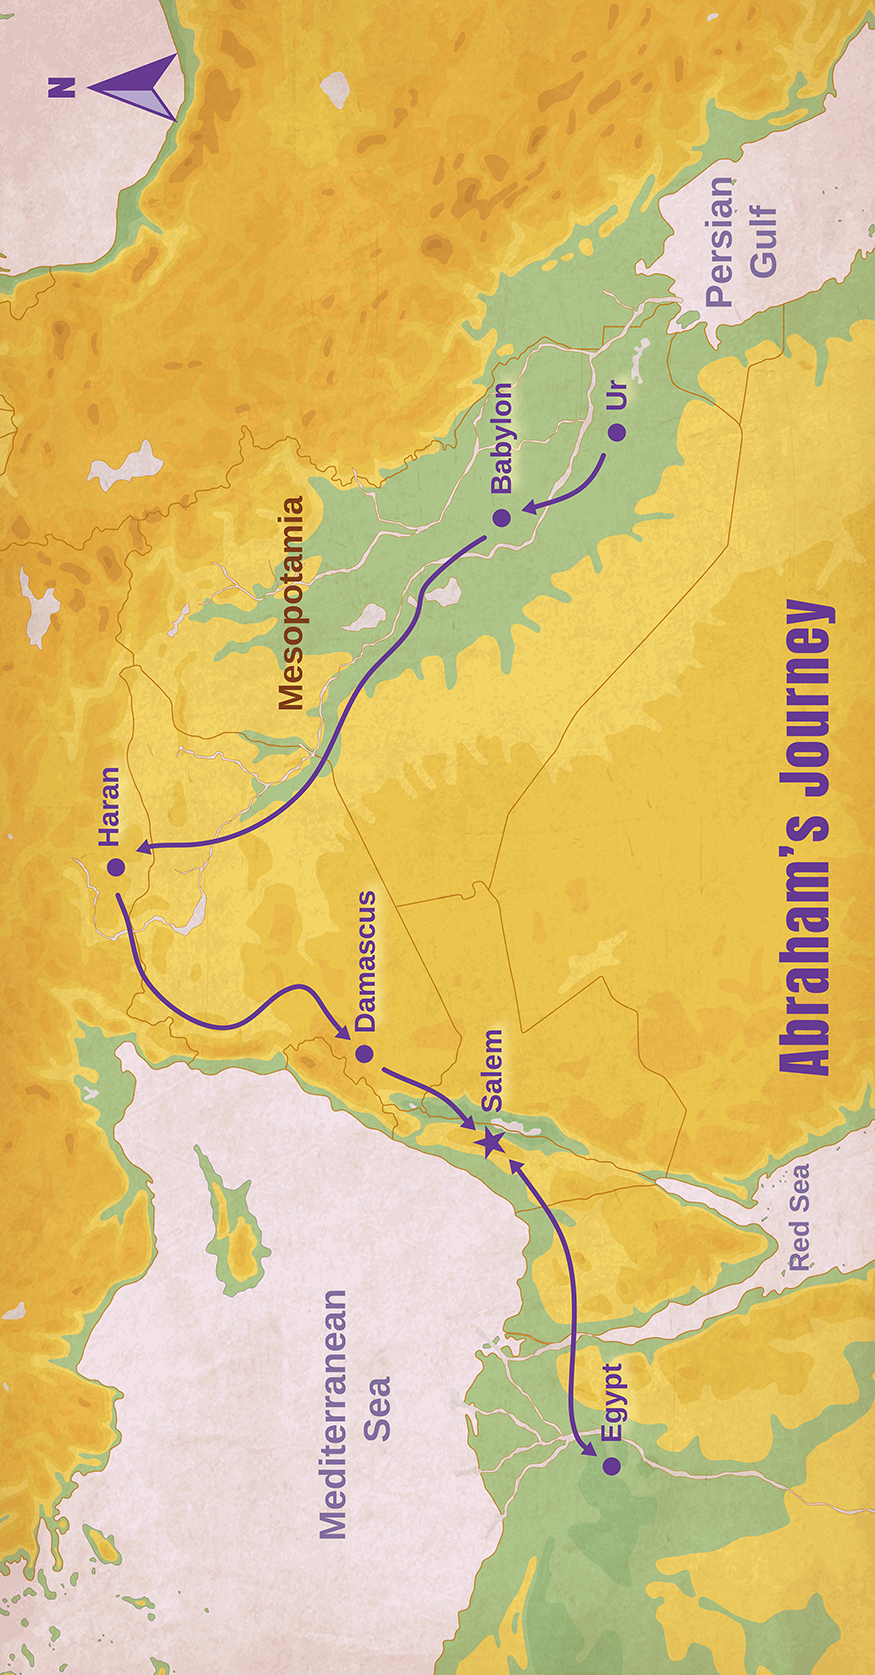 N
Persian
Gulf
Ur
Babylon
Mesopotamia
Haran
Damascus
Salem
Abraham’s Journey
Red Sea
Mediterranean
Sea
Egypt